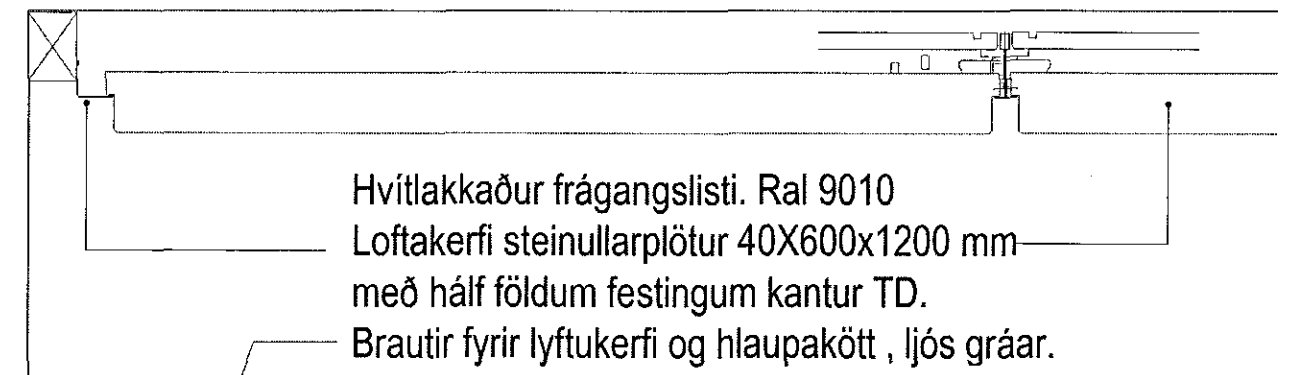 Hvítlakkaður frágangslisti. Ral 9010
Loftakerfi steinullarplötur 40X600x1200 mm
með hálf földum festingum kantur TD.
Brautir fyrir lyftukerfi og hlaupakött , ljós gráar.